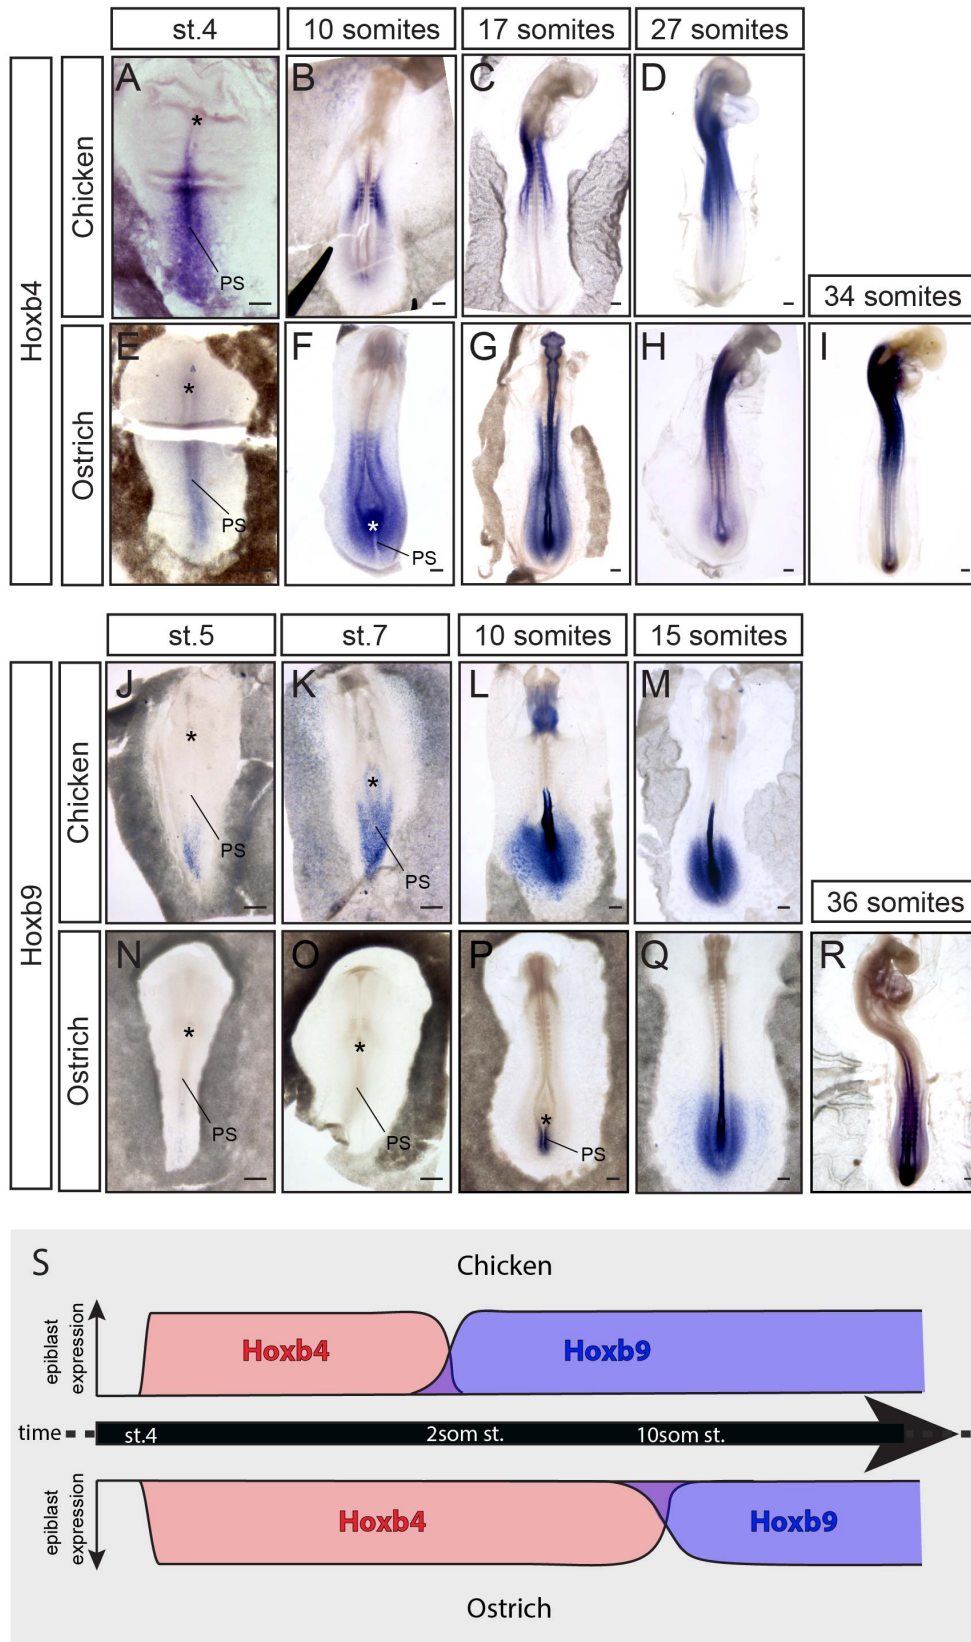 st.4
10 somites
17 somites
27 somites
Hoxb4
Chicken
A
*
PS
B
C
D
34 somites
Ostrich
E
*
PS
F
*
PS
G
H
I
st.5
st.7
10 somites
15 somites
Hoxb9
Chicken
J
*
PS
K
*
PS
L
M
36 somites
Ostrich
N
*
PS
O
*
PS
P
*
PS
Q
R
S
Chicken
epiblast
expression
Hoxb4
Hoxb9
time
st.4
2som st.
10som st.
epiblast
expression
Hoxb4
Hoxb9
Ostrich